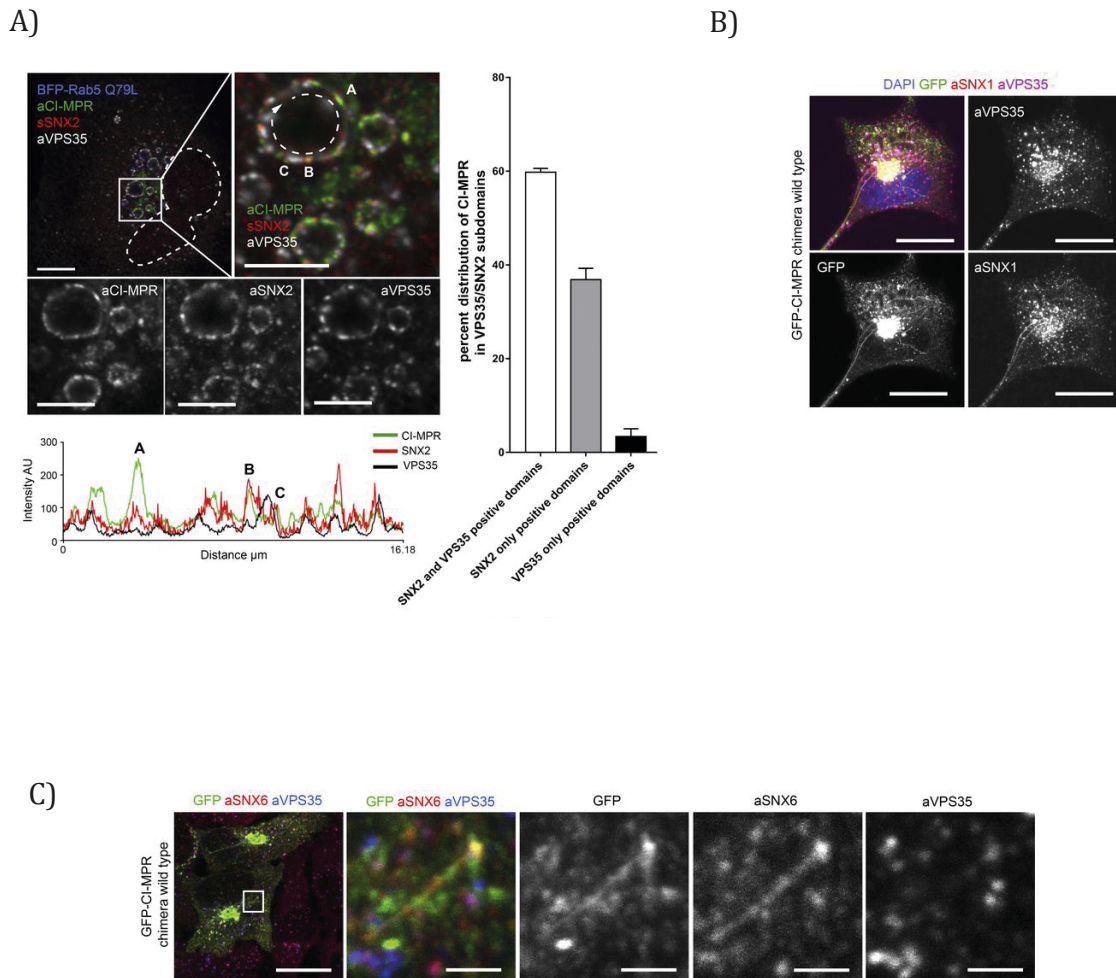 A)
B)
BFP-Rab5 Q79L
aCI-MPR
sSNX2
aVPS35
A
C B
aCI-MPR
sSNX2
aVPS35
aCI-MPR
aSNX2
aVPS35
300
200
100
0
Intensity AU
A
B
C
CI-MPR
SNX2
VPS35
0
Distance µm
16.18
percent distribution of CI-MPR
in VPS35/SNX2 subdomains
60
40
20
0
SNX2 and VPS35 positive domains
SNX2 only positive domains
VPS35 only positive domains
DAPI GFP aSNX1 aVPS35
aVPS35
GFP
aSNX1
GFP-CI-MPR chimera wild type
C)
GFP aSNX6 aVPS35
GFP aSNX6 aVPS35
GFP
aSNX6
aVPS35
GFP-CI-MPR
chimera wild type